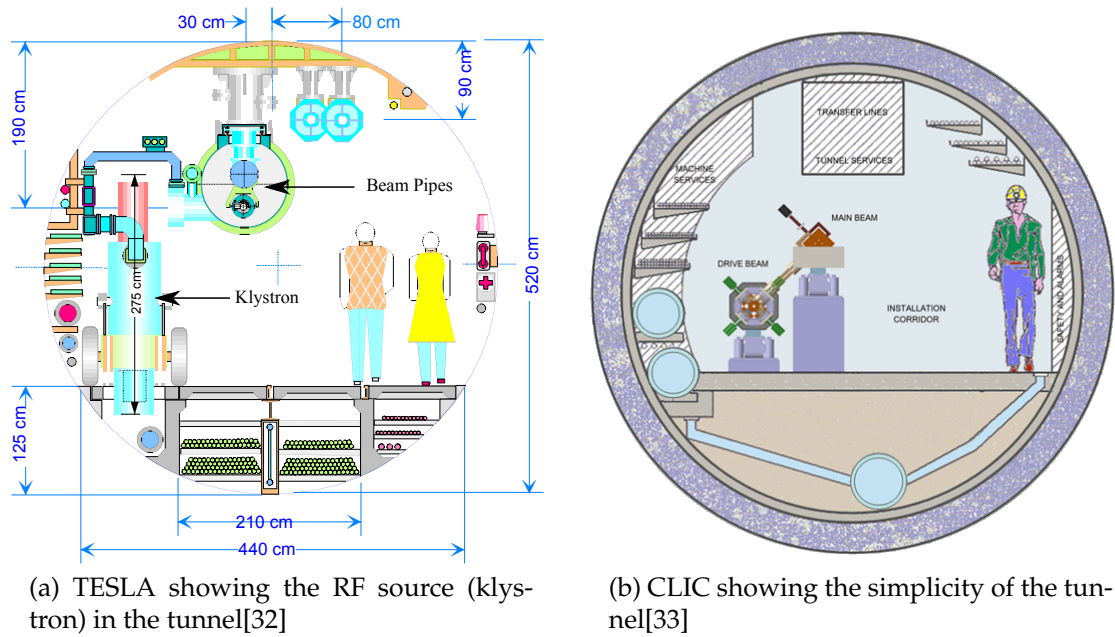 30 cm
80 cm
90 cm
190 cm
Beam Pipes
275 cm
Klystron
520 cm
125 cm
210 cm
440 cm
TRANSFER LINES
TUNNEL SERVICES
MACHINE
SERVICES
MAIN BEAM
DRIVE BEAM
INSTALLATION
CORRIDOR
SAFETY AND ALARMS
(a) TESLA showing the RF source (klys-
tron) in the tunnel[32]
(b) CLIC showing the simplicity of the tun-
nel[33]